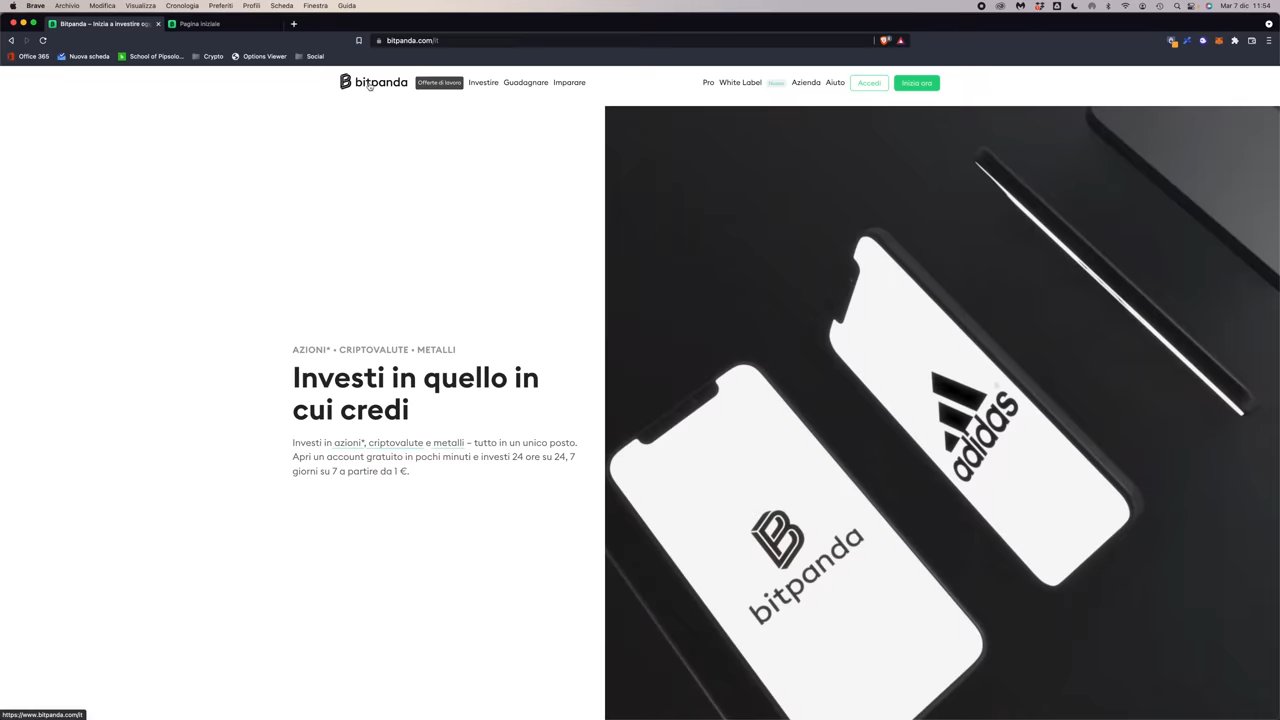 Brave Archivio Modifica Visualizza Cronologia Preferiti Profili Scheda Finestra Guida Mar 7 dic 11:54
Bitpanda – Inizia a investire og Pagina iniziale
bitpanda.com/it
Office 365 Nuova scheda School of Pipsolo... Crypto Options Viewer Social
bitpanda Offerte di lavoro Investire Guadagnare Imparare Pro White Label Azienda Aiuto Accedi Inizia ora
AZIONI* • CRIPTOVALUTE • METALLI
Investi in quello in
cui credi
Investi in azioni*, criptovalute e metalli – tutto in un unico posto.
Apri un account gratuito in pochi minuti e investi 24 ore su 24, 7
giorni su 7 a partire da 1 €.
adidas
bitpanda
https://www.bitpanda.com/it